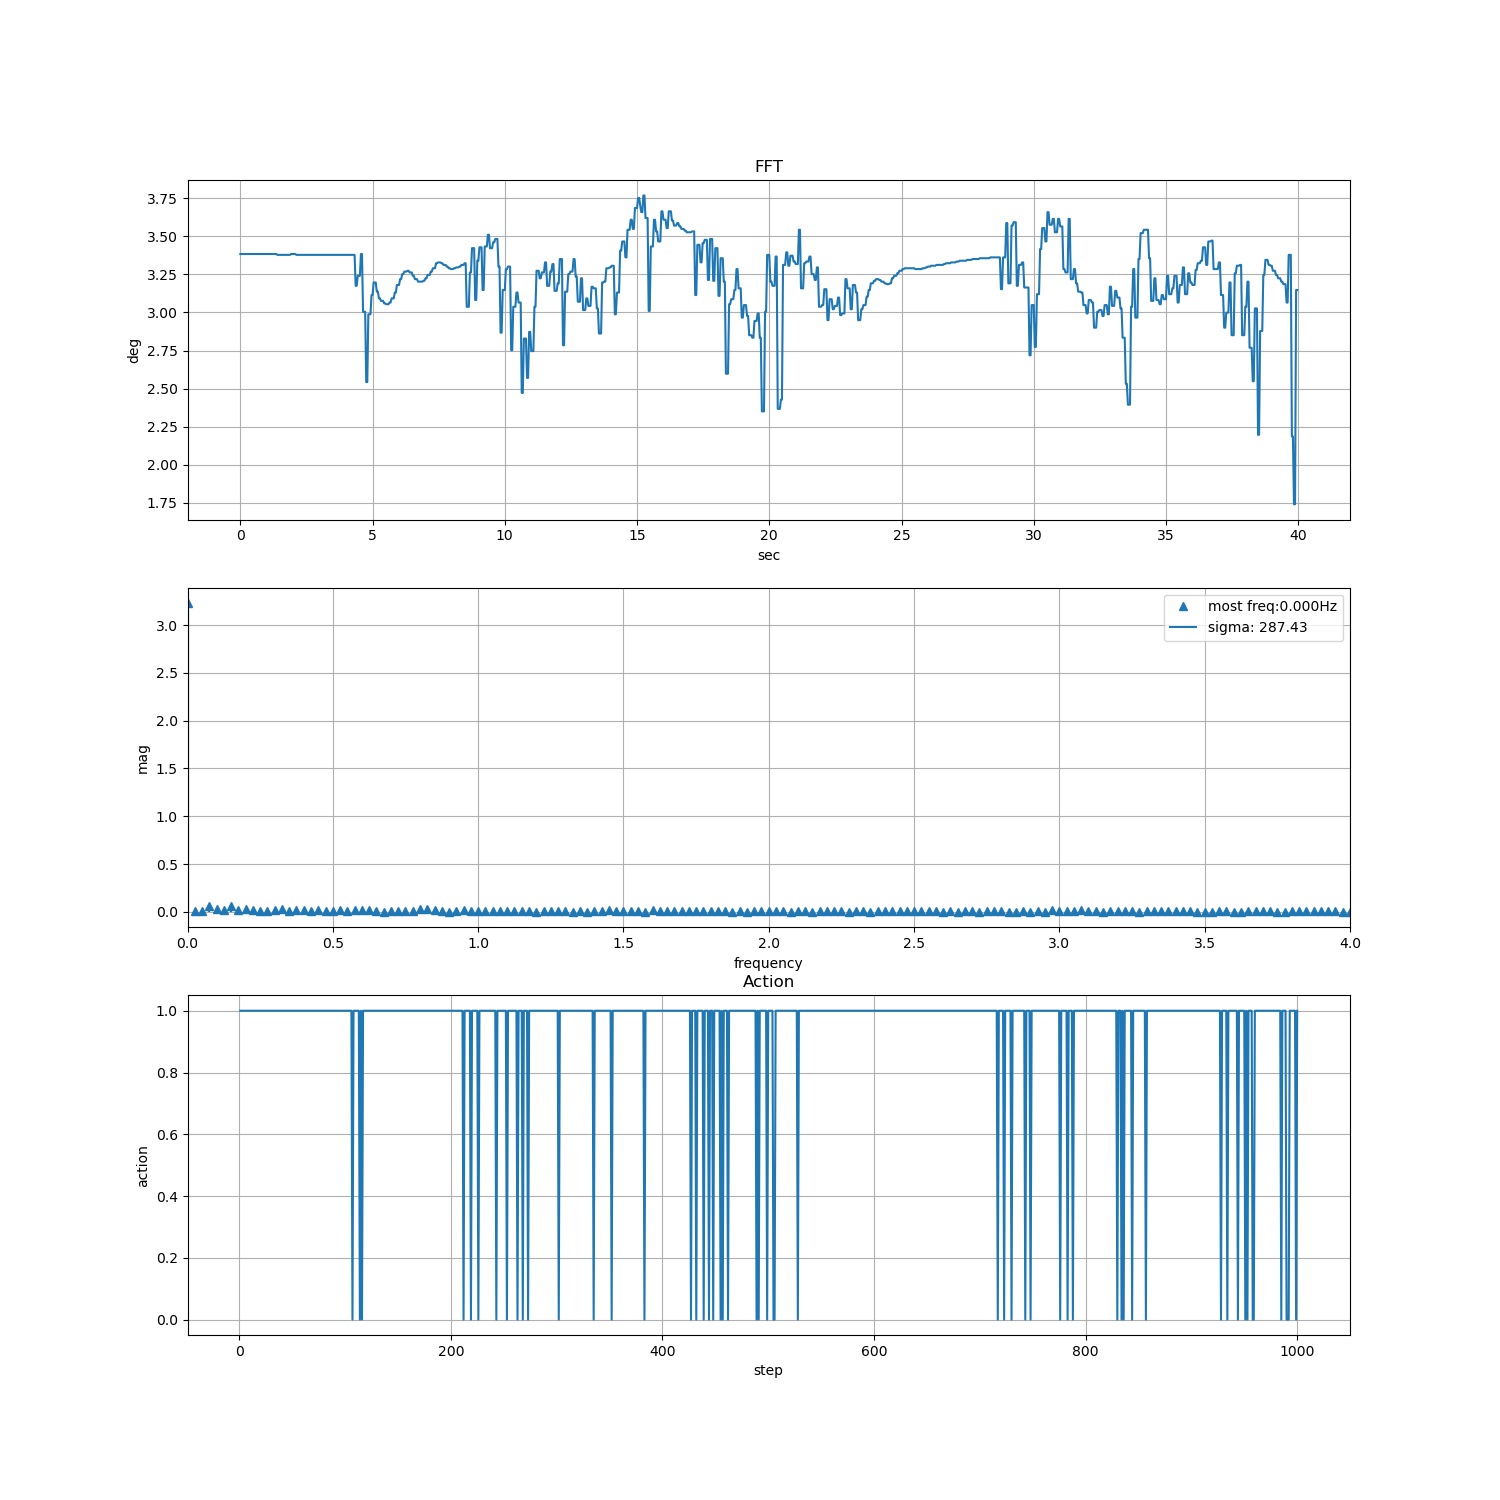 FFT
3.75
3.50
3.25
3.00
2.75
2.50
2.25
2.00
1.75
deg
0 5 10 15 20 25 30 35 40
sec
most freq:0.000Hz
sigma: 287.43
3.0
2.5
2.0
1.5
1.0
0.5
0.0
mag
0.0 0.5 1.0 1.5 2.0 2.5 3.0 3.5 4.0
frequency
Action
1.0
0.8
0.6
0.4
0.2
0.0
action
0 200 400 600 800 1000
step